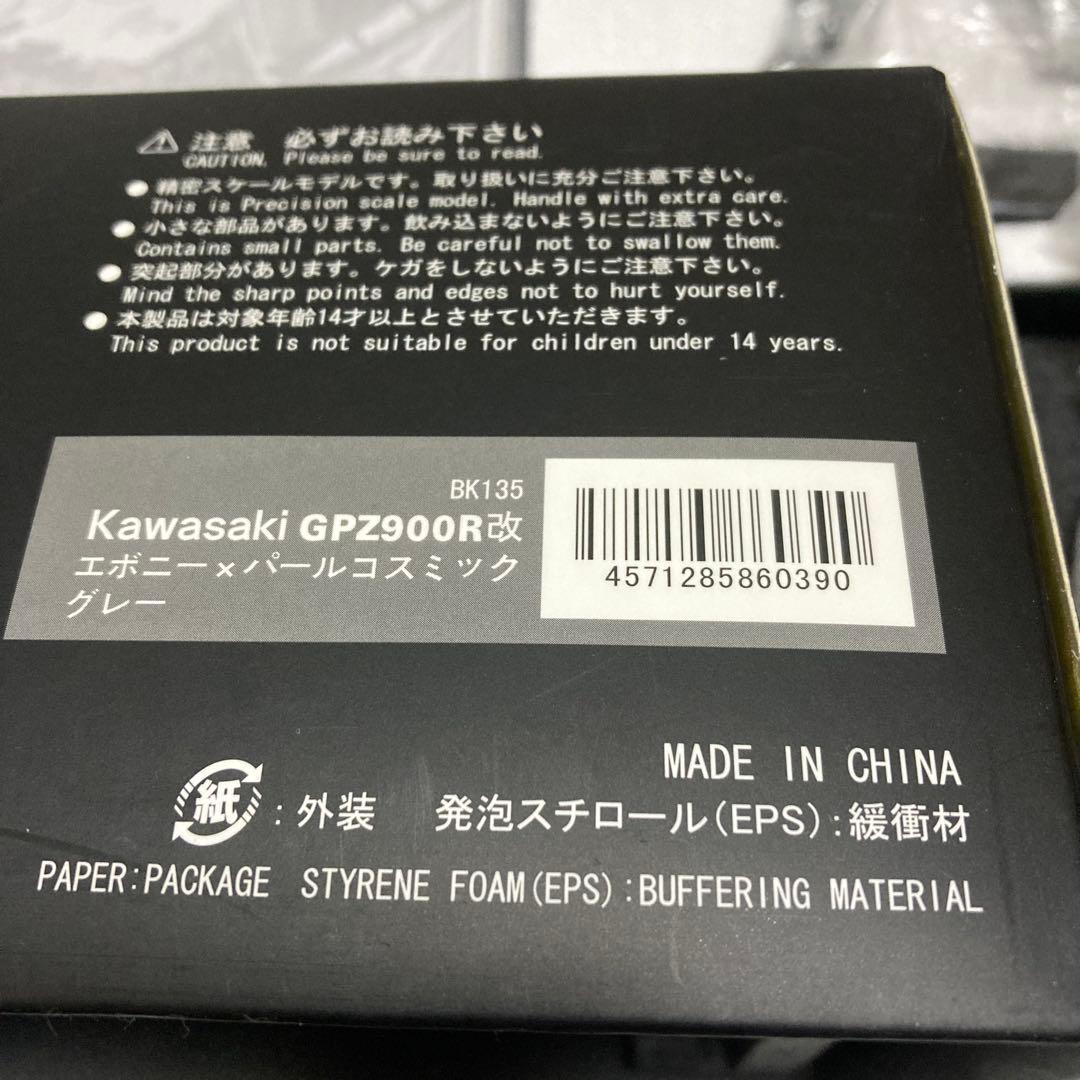 ⚠ 注意 必ずお読み下さい
CAUTION. Please be sure to read.
● 精密スケールモデルです。取り扱いに充分ご注意下さい。
This is Precision scale model. Handle with extra care.
● 小さな部品があります。飲み込まないようにご注意下さい。
Contains small parts. Be careful not to swallow them.
● 突起部分があります。ケガをしないようにご注意下さい。
Mind the sharp points and edges not to hurt yourself.
● 本製品は対象年齢14才以上とさせていただきます。
This product is not suitable for children under 14 years.
BK135
Kawasaki GPZ900R改
エボニー×パールコスミック
グレー
4571285860390
MADE IN CHINA
紙:外装 発泡スチロール(EPS):緩衝材
PAPER:PACKAGE STYRENE FOAM(EPS):BUFFERING MATERIAL